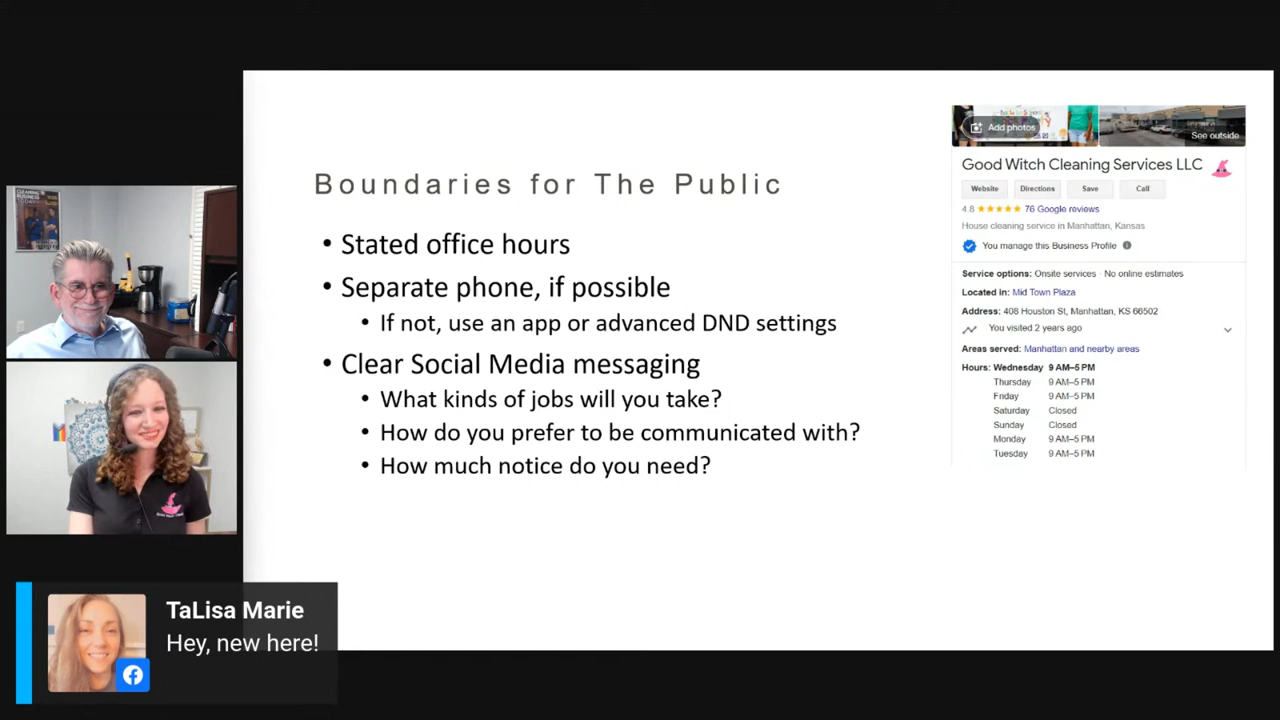 CLEANING
BUSINESS
TODAY
Boundaries for The Public
• Stated office hours
• Separate phone, if possible
• If not, use an app or advanced DND settings
• Clear Social Media messaging
• What kinds of jobs will you take?
• How do you prefer to be communicated with?
• How much notice do you need?
Add photos
See outside
Good Witch Cleaning Services LLC
Website Directions Save Call
4.8 ★★★★★ 76 Google reviews
House cleaning service in Manhattan, Kansas
You manage this Business Profile
Service options: Onsite services · No online estimates
Located in: Mid Town Plaza
Address: 408 Houston St, Manhattan, KS 66502
You visited 2 years ago
Areas served: Manhattan and nearby areas
Hours: Wednesday 9 AM–5 PM
Thursday 9 AM–5 PM
Friday 9 AM–5 PM
Saturday Closed
Sunday Closed
Monday 9 AM–5 PM
Tuesday 9 AM–5 PM
TaLisa Marie
Hey, new here!